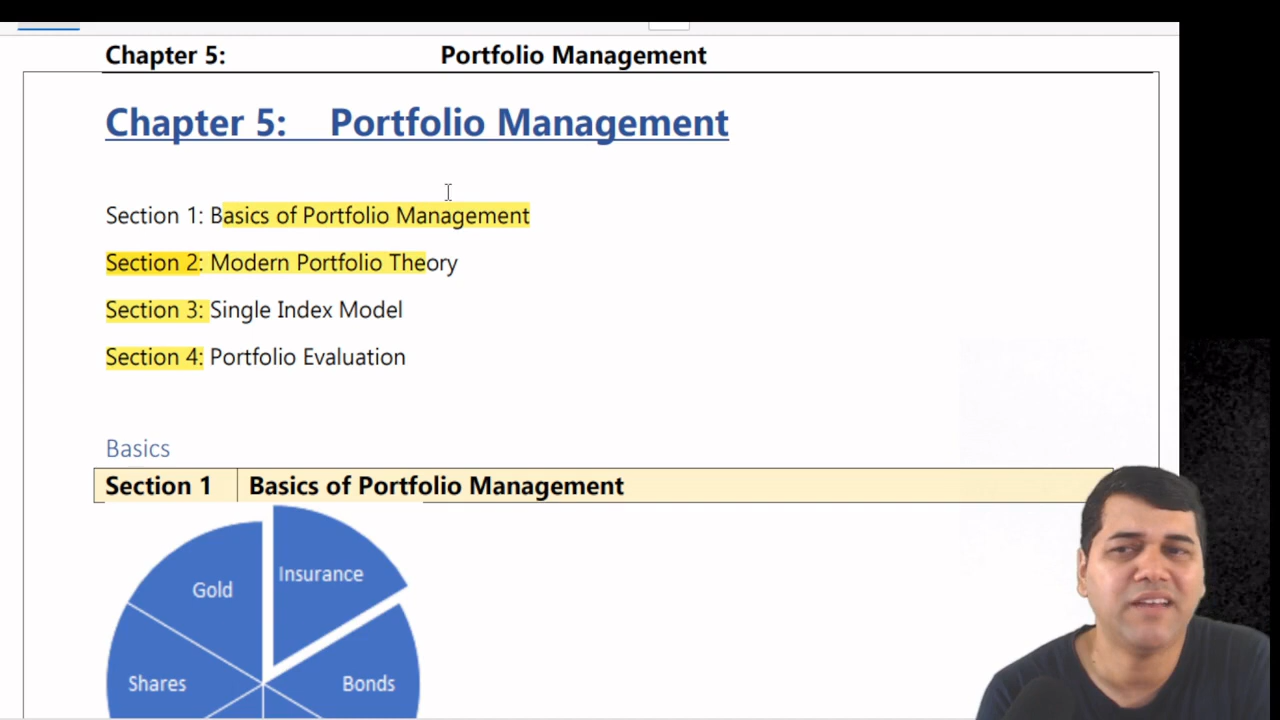 Chapter 5: Portfolio Management
Chapter 5: Portfolio Management
Section 1: Basics of Portfolio Management
Section 2: Modern Portfolio Theory
Section 3: Single Index Model
Section 4: Portfolio Evaluation
Basics
Section 1 Basics of Portfolio Management
Insurance
Gold
Shares
Bonds